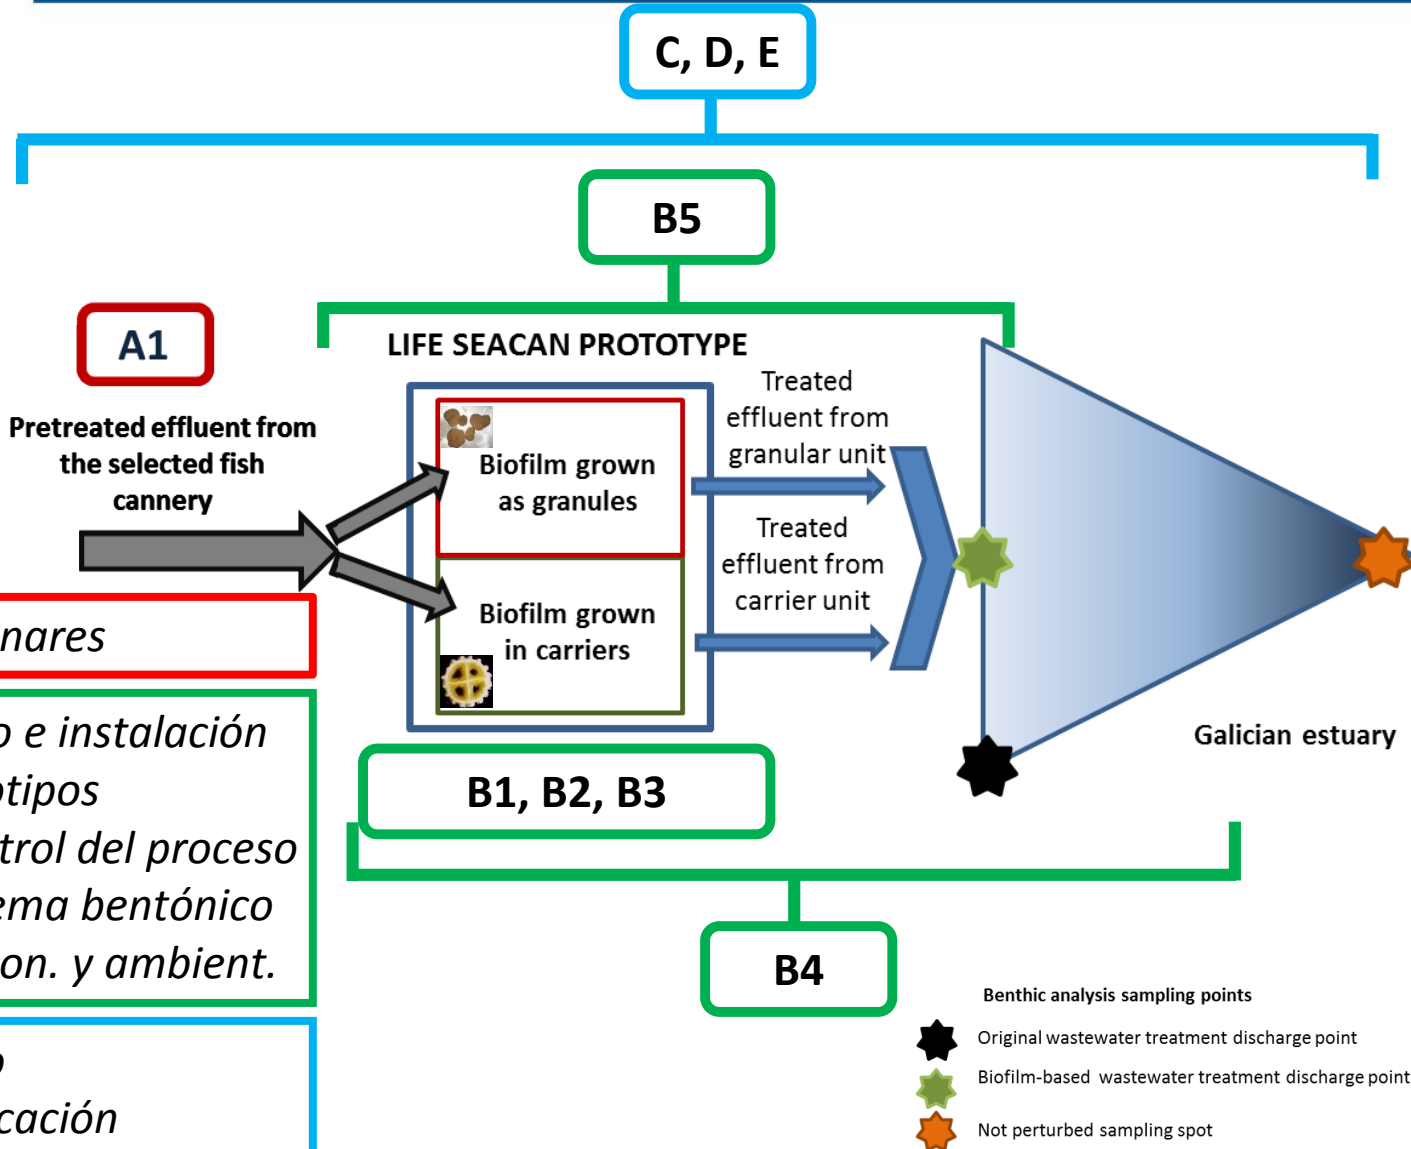 C, D, E
B5
A1
LIFE SEACAN PROTOTYPE
Pretreated effluent from
the selected fish
cannery
Biofilm grown
as granules
Biofilm grown
in carriers
Treated
effluent from
granular unit
Treated
effluent from
carrier unit
Galician estuary
B1, B2, B3
B4
nares
o e instalación
otipos
trol del proceso
ema bentónico
on. y ambient.
o
cación
Benthic analysis sampling points
Original wastewater treatment discharge point
Biofilm-based wastewater treatment discharge point
Not perturbed sampling spot